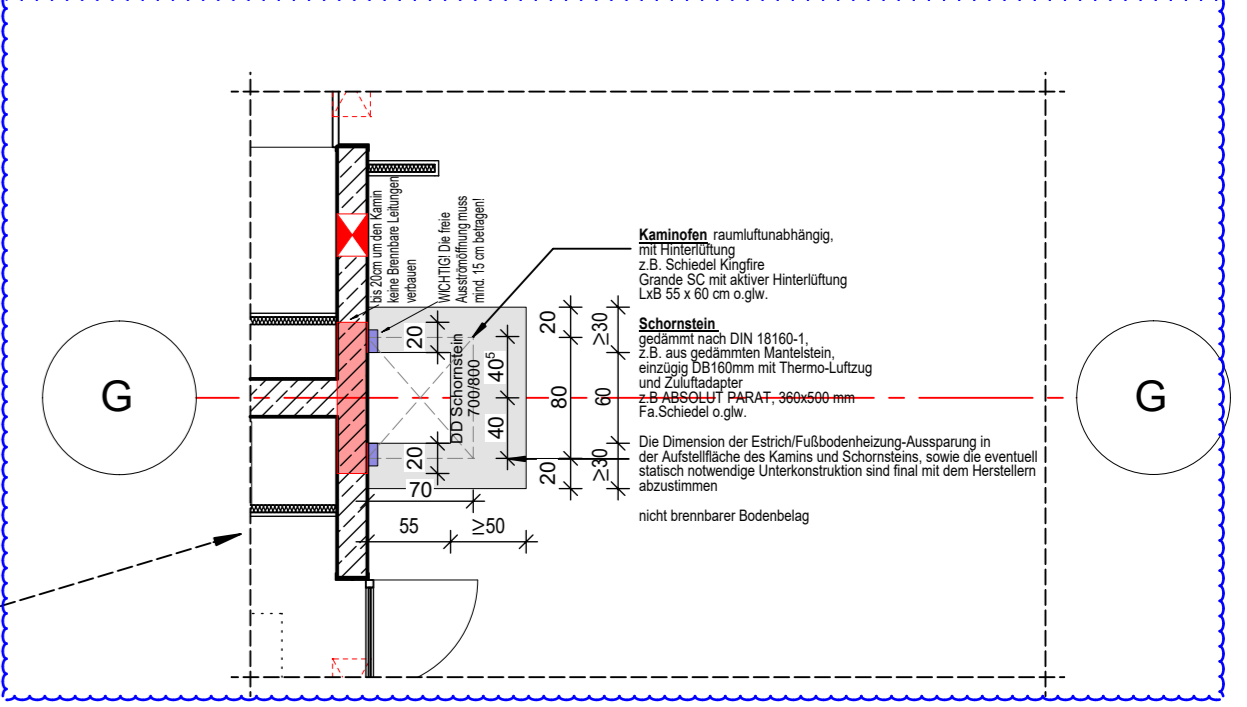 bis 20cm um den Kamin
keine Brennbare Leitungen
verbauen
WICHTIG! Die freie
Ausströmöffnung muss
mind. 15 cm betragen!
Kaminofen raumluftunabhängig,
mit Hinterlüftung
z.B. Schiedel Kingfire
Grande SC mit aktiver Hinterlüftung
LxB 55 x 60 cm o.glw.
Schornstein
gedämmt nach DIN 18160-1,
z.B. aus gedämmten Mantelstein,
einzügig DB160mm mit Thermo-Luftzug
und Zuluftadapter
z.B ABSOLUT PARAT, 360x500 mm
Fa.Schiedel o.glw.
Die Dimension der Estrich/Fußbodenheizung-Aussparung in
der Aufstellfläche des Kamins und Schornsteins, sowie die eventuell
statisch notwendige Unterkonstruktion sind final mit dem Herstellern
abzustimmen
nicht brennbarer Bodenbelag
G
G
DD Schornstein
700/800
20
20
40⁵
40
20
80
20
≥30
60
≥30
70
55
≥50